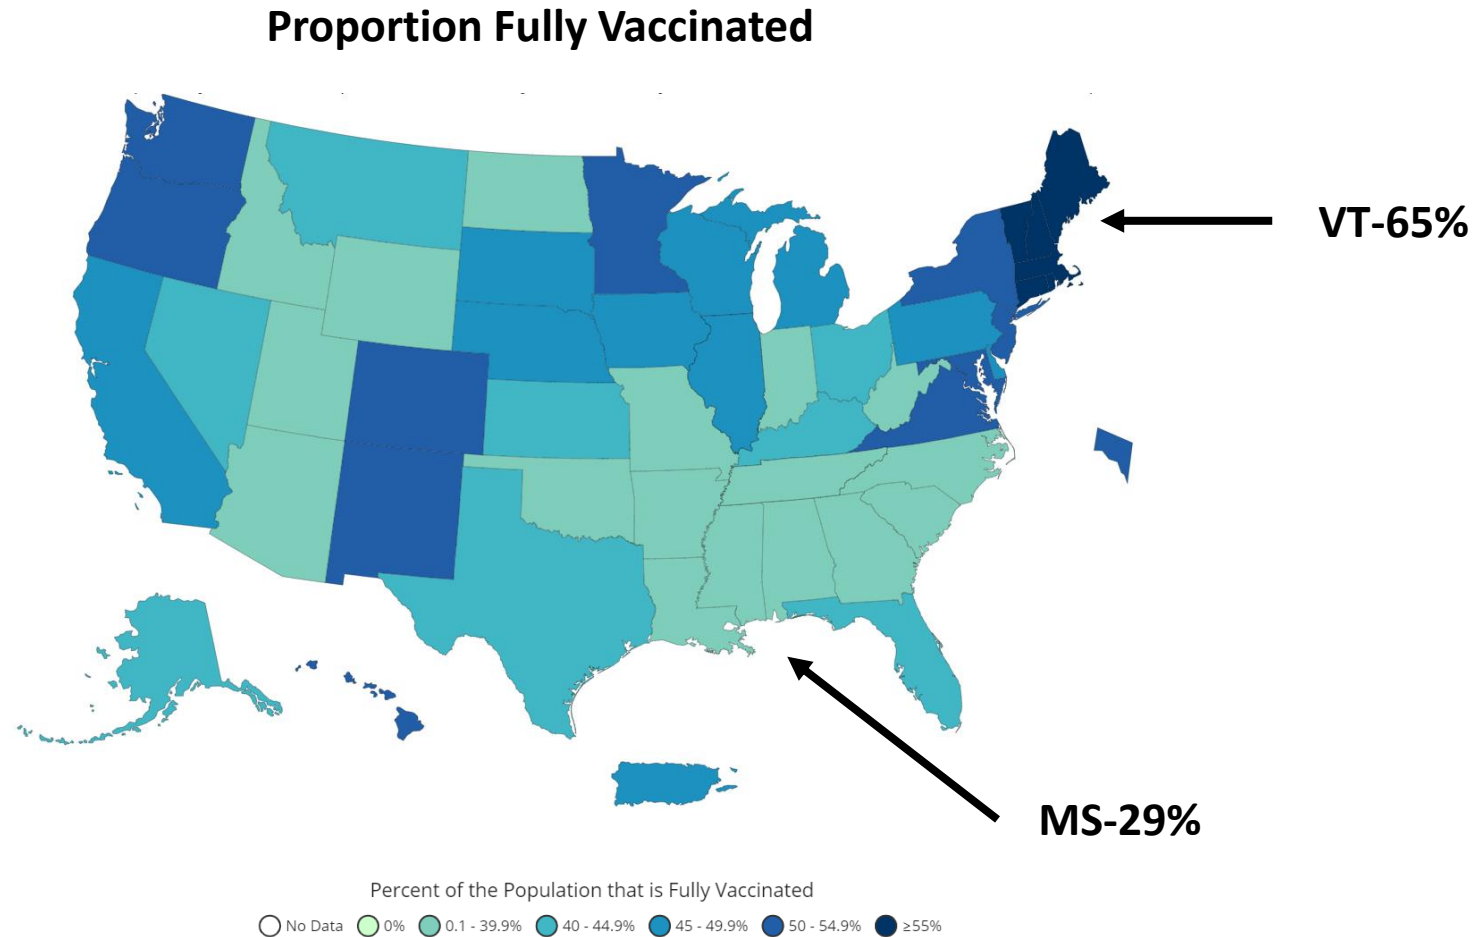 Proportion Fully Vaccinated
VT-65%
MS-29%
Percent of the Population that is Fully Vaccinated
No Data 0% 0.1 - 39.9% 40 - 44.9% 45 - 49.9% 50 - 54.9% ≥55%